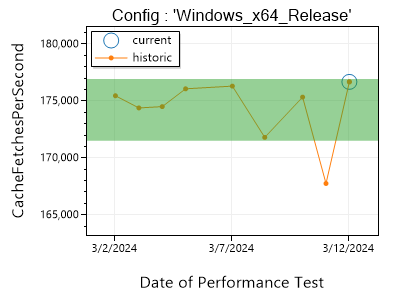 Config : 'Windows_x64_Release'
current
historic
CacheFetchesPerSecond
180,000
175,000
170,000
165,000
3/2/2024
3/7/2024
3/12/2024
Date of Performance Test